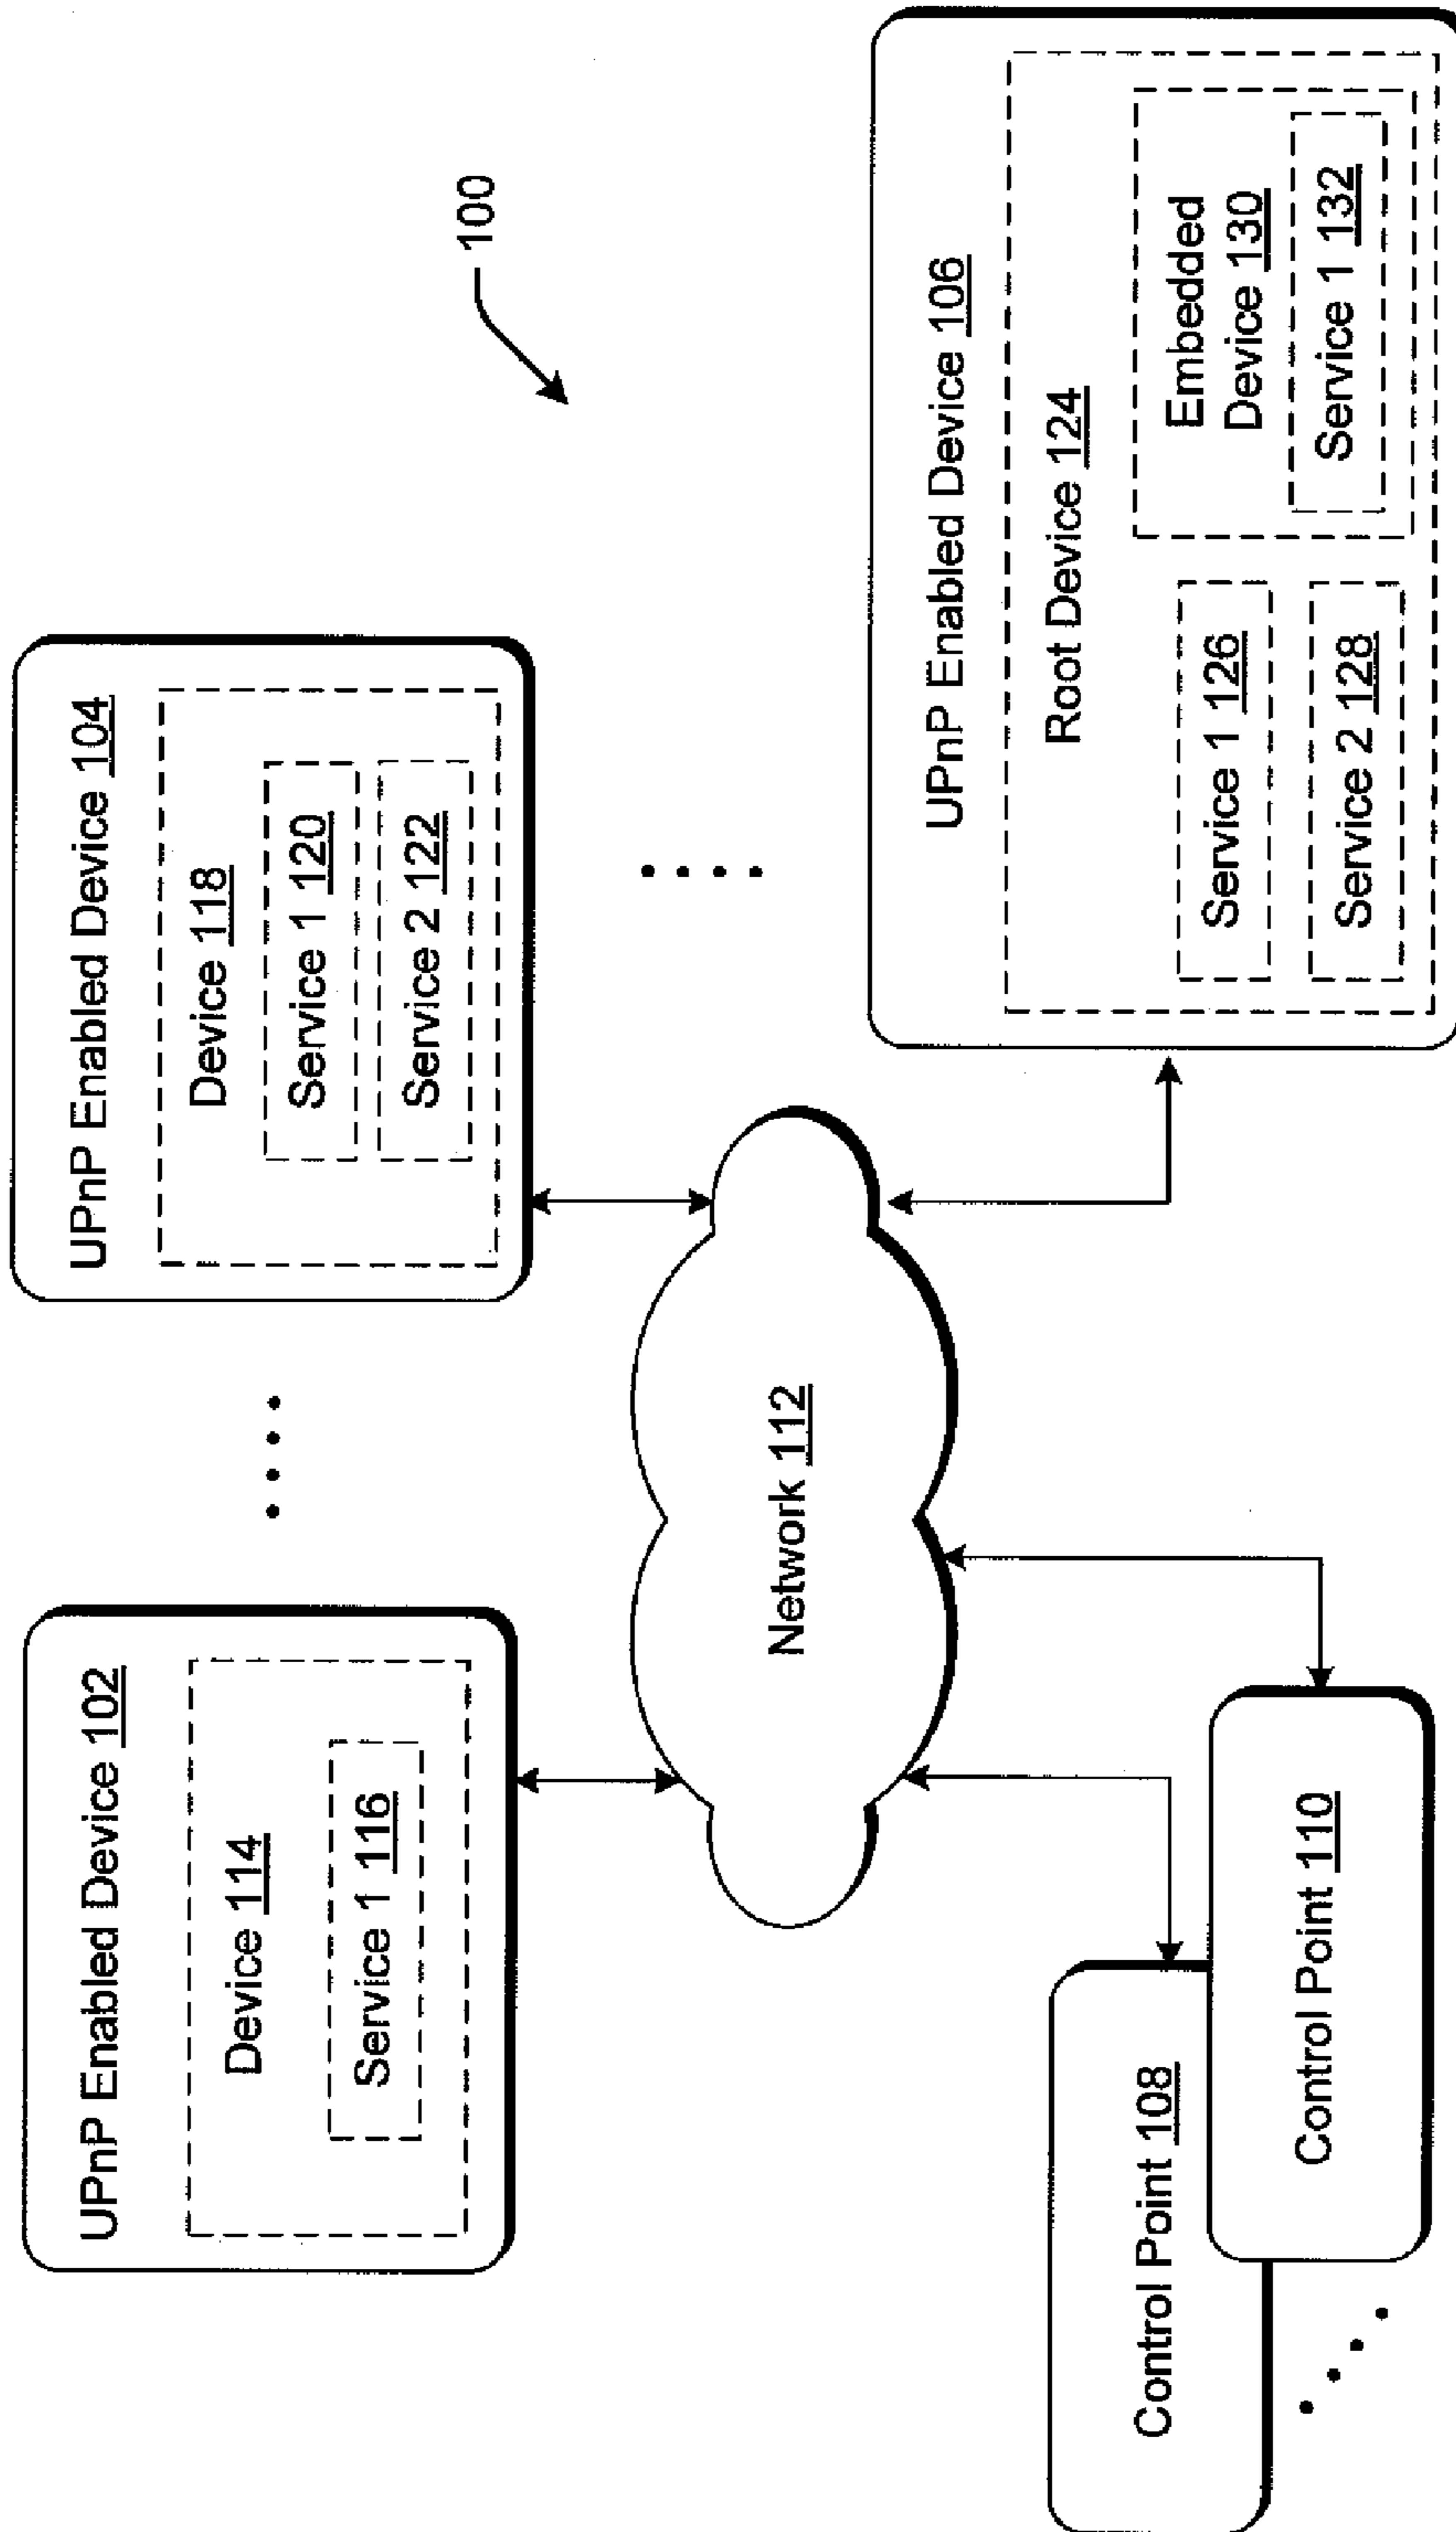 UPnP Enabled Device 102
Device 114
Service 1 116
UPnP Enabled Device 104
Device 118
Service 1 120
Service 2 122
100
Network 112
Control Point 108
Control Point 110
UPnP Enabled Device 106
Root Device 124
Service 1 126
Service 2 128
Embedded
Device 130
Service 1 132